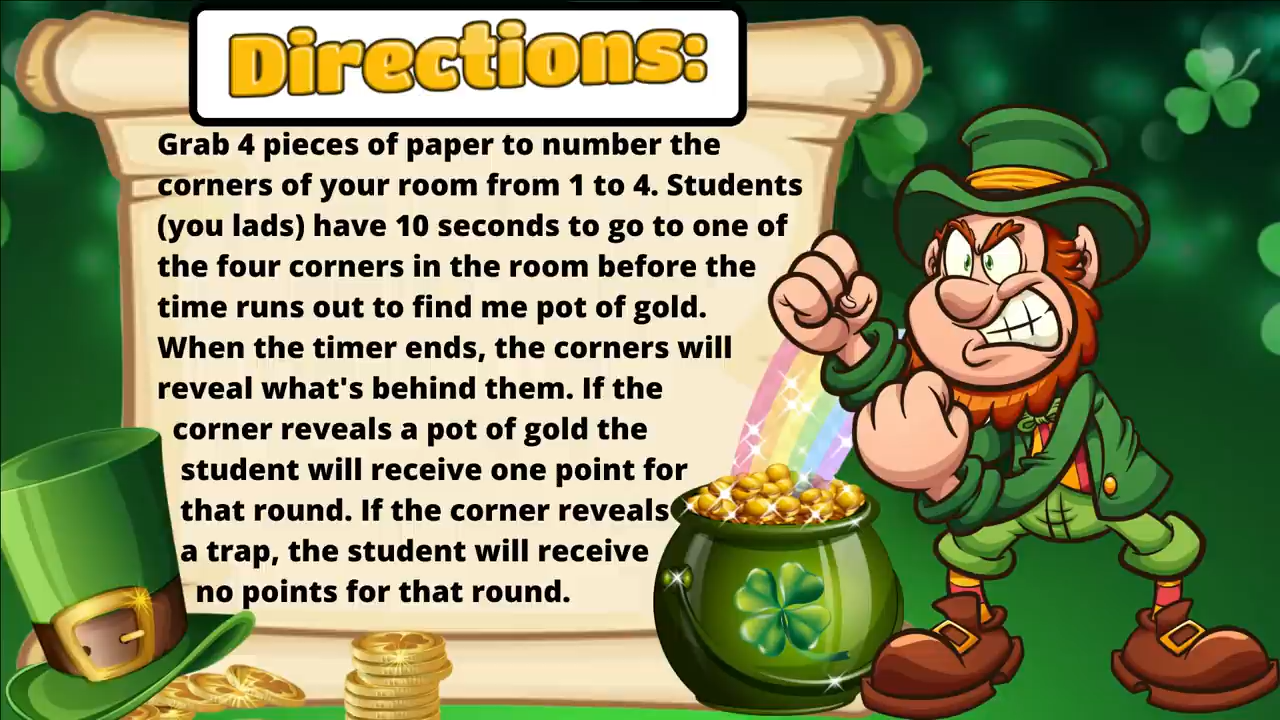 Directions:
Grab 4 pieces of paper to number the
corners of your room from 1 to 4. Students
(you lads) have 10 seconds to go to one of
the four corners in the room before the
time runs out to find me pot of gold.
When the timer ends, the corners will
reveal what's behind them. If the
corner reveals a pot of gold the
student will receive one point for
that round. If the corner reveals
a trap, the student will receive
no points for that round.